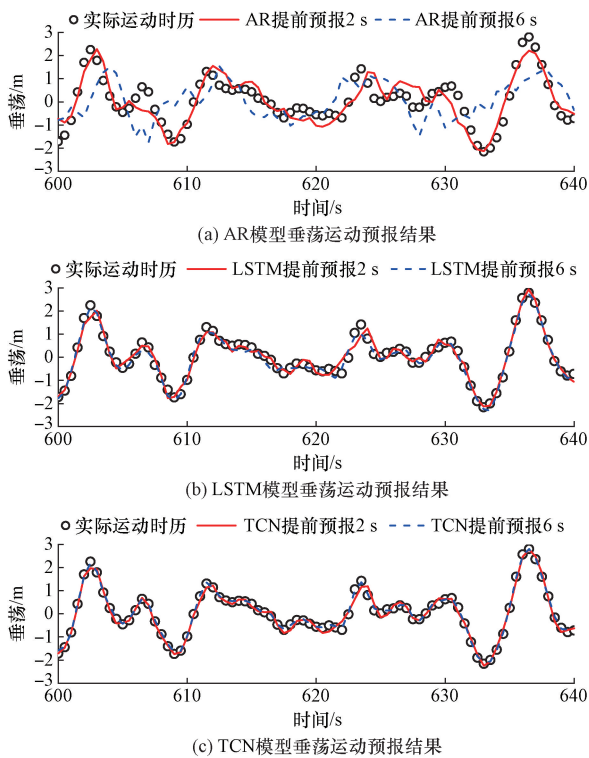 实际运动时历 AR提前预报2 s AR提前预报6 s
3
2
1
0
−1
−2
−3
垂荡/m
600 610 620 630 640
时间/s
(a) AR模型垂荡运动预报结果
实际运动时历 LSTM提前预报2 s LSTM提前预报6 s
3
2
1
0
−1
−2
−3
垂荡/m
600 610 620 630 640
时间/s
(b) LSTM模型垂荡运动预报结果
实际运动时历 TCN提前预报2 s TCN提前预报6 s
3
2
1
0
−1
−2
−3
垂荡/m
600 610 620 630 640
时间/s
(c) TCN模型垂荡运动预报结果